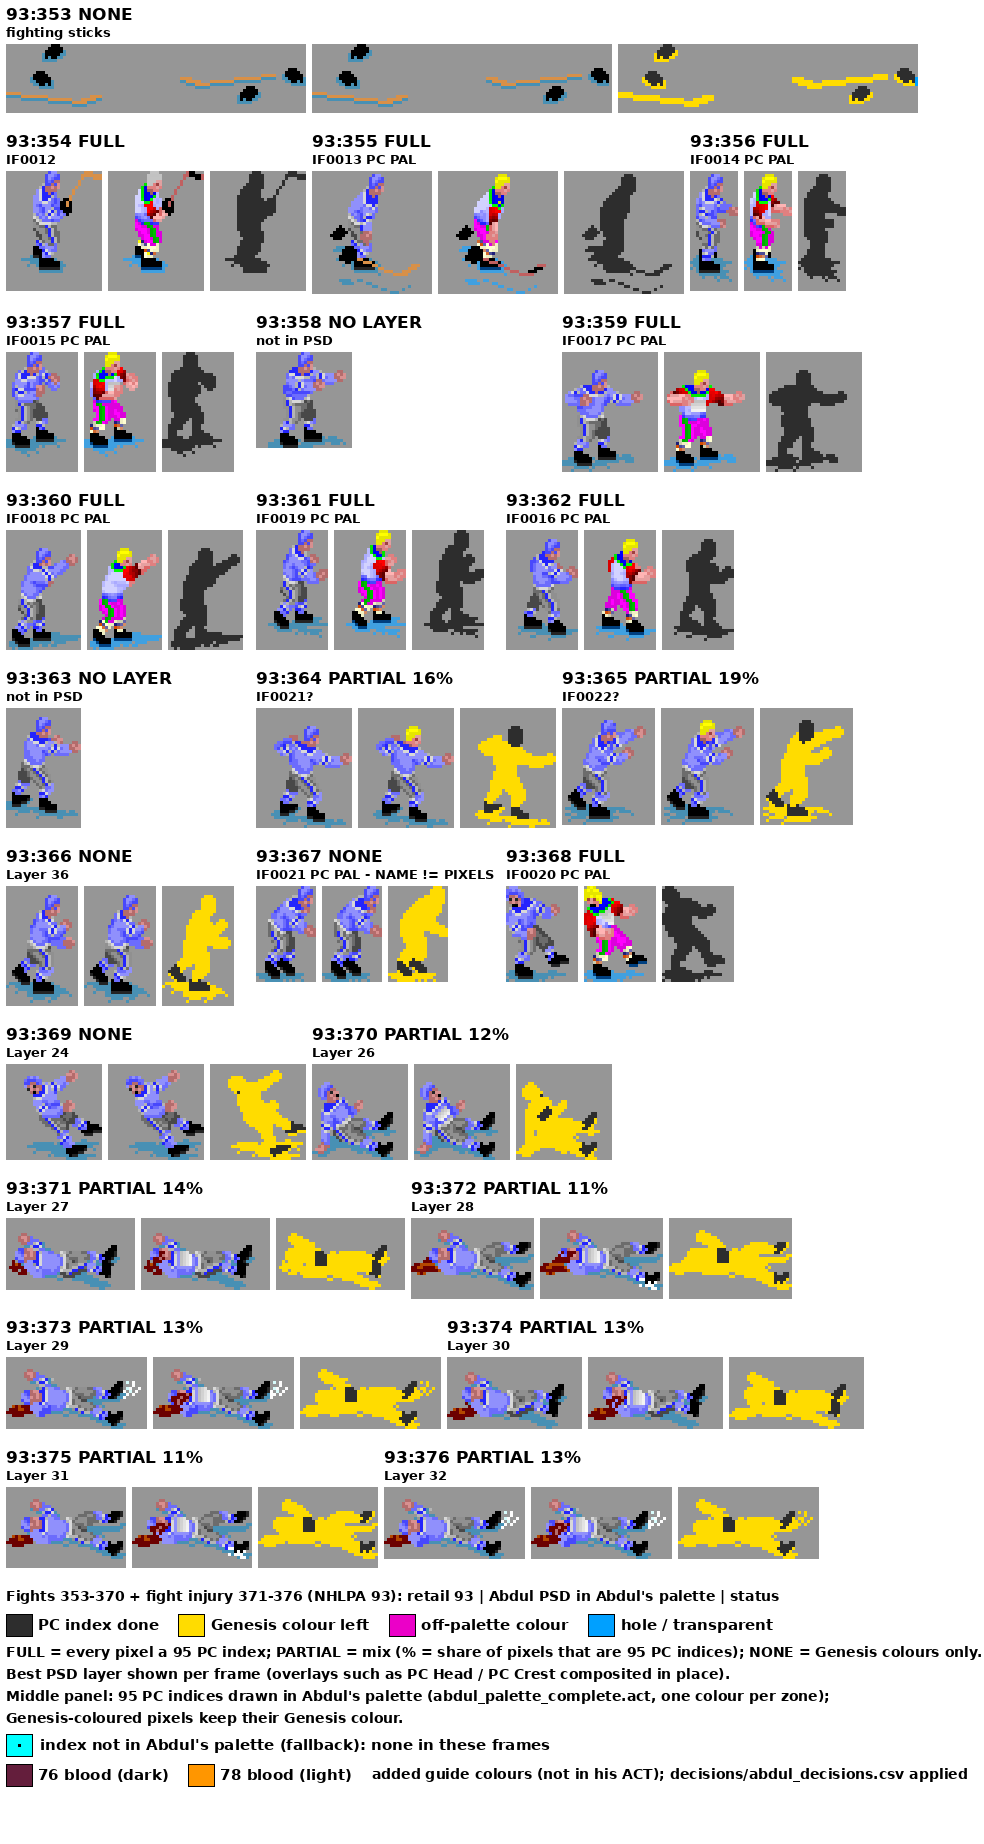 93:353 NONE
fighting sticks
93:354 FULL
IF0012
93:355 FULL
IF0013 PC PAL
93:356 FULL
IF0014 PC PAL
93:357 FULL
IF0015 PC PAL
93:358 NO LAYER
not in PSD
93:359 FULL
IF0017 PC PAL
93:360 FULL
IF0018 PC PAL
93:361 FULL
IF0019 PC PAL
93:362 FULL
IF0016 PC PAL
93:363 NO LAYER
not in PSD
93:364 PARTIAL 16%
IF0021?
93:365 PARTIAL 19%
IF0022?
93:366 NONE
Layer 36
93:367 NONE
IF0021 PC PAL - NAME != PIXELS
93:368 FULL
IF0020 PC PAL
93:369 NONE
Layer 24
93:370 PARTIAL 12%
Layer 26
93:371 PARTIAL 14%
Layer 27
93:372 PARTIAL 11%
Layer 28
93:373 PARTIAL 13%
Layer 29
93:374 PARTIAL 13%
Layer 30
93:375 PARTIAL 11%
Layer 31
93:376 PARTIAL 13%
Layer 32
Fights 353-370 + fight injury 371-376 (NHLPA 93): retail 93 | Abdul PSD in Abdul's palette | status
PC index done
Genesis colour left
off-palette colour
hole / transparent
FULL = every pixel a 95 PC index; PARTIAL = mix (% = share of pixels that are 95 PC indices); NONE = Genesis colours only.
Best PSD layer shown per frame (overlays such as PC Head / PC Crest composited in place).
Middle panel: 95 PC indices drawn in Abdul's palette (abdul_palette_complete.act, one colour per zone);
Genesis-coloured pixels keep their Genesis colour.
index not in Abdul's palette (fallback): none in these frames
76 blood (dark)
78 blood (light)
added guide colours (not in his ACT); decisions/abdul_decisions.csv applied